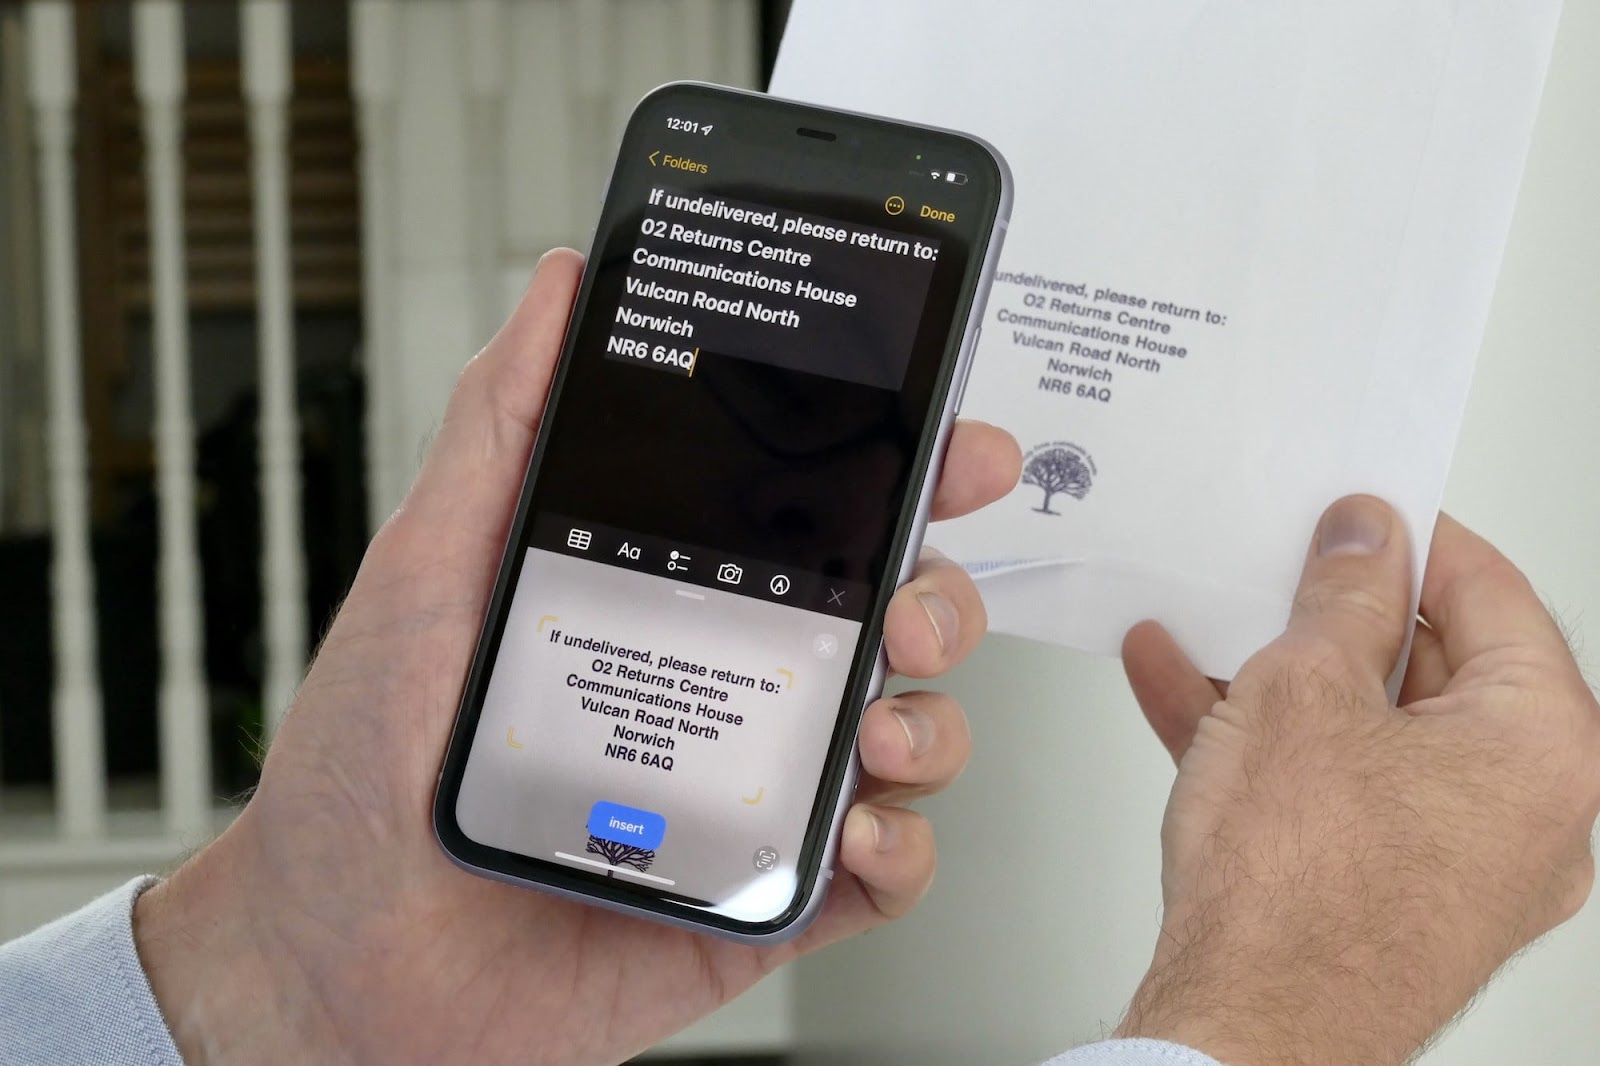 12:01
Folders
Done
If undelivered, please return to:
O2 Returns Centre
Communications House
Vulcan Road North
Norwich
NR6 6AQ
Aa
If undelivered, please return to:
O2 Returns Centre
Communications House
Vulcan Road North
Norwich
NR6 6AQ
insert
undelivered, please return to:
O2 Returns Centre
Communications House
Vulcan Road North
Norwich
NR6 6AQ